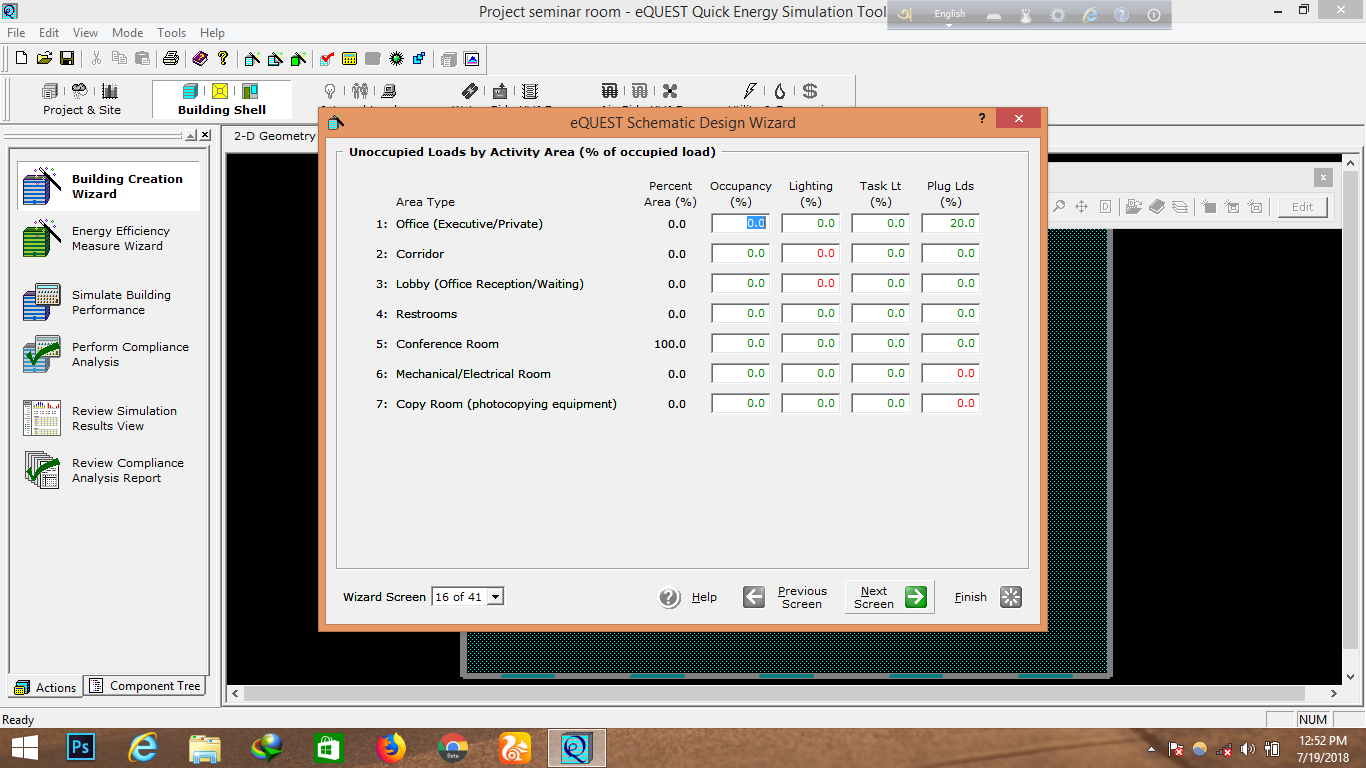 Project seminar room - eQUEST Quick Energy Simulation Tool
English
File Edit View Mode Tools Help
Project & Site
Building Shell
2-D Geometry
eQUEST Schematic Design Wizard
?
Building Creation
Wizard
Energy Efficiency
Measure Wizard
Simulate Building
Performance
Perform Compliance
Analysis
Review Simulation
Results View
Review Compliance
Analysis Report
Actions
Component Tree
Unoccupied Loads by Activity Area (% of occupied load)
Percent Occupancy Lighting Task Lt Plug Lds
Area Type Area (%) (%) (%) (%) (%)
1: Office (Executive/Private) 0.0 0.0 0.0 0.0 20.0
2: Corridor 0.0 0.0 0.0 0.0 0.0
3: Lobby (Office Reception/Waiting) 0.0 0.0 0.0 0.0 0.0
4: Restrooms 0.0 0.0 0.0 0.0 0.0
5: Conference Room 100.0 0.0 0.0 0.0 0.0
6: Mechanical/Electrical Room 0.0 0.0 0.0 0.0 0.0
7: Copy Room (photocopying equipment) 0.0 0.0 0.0 0.0 0.0
Edit
Wizard Screen 16 of 41
Help
Previous
Screen
Next
Screen
Finish
Ready
NUM
Ps
Beta
12:52 PM
7/19/2018